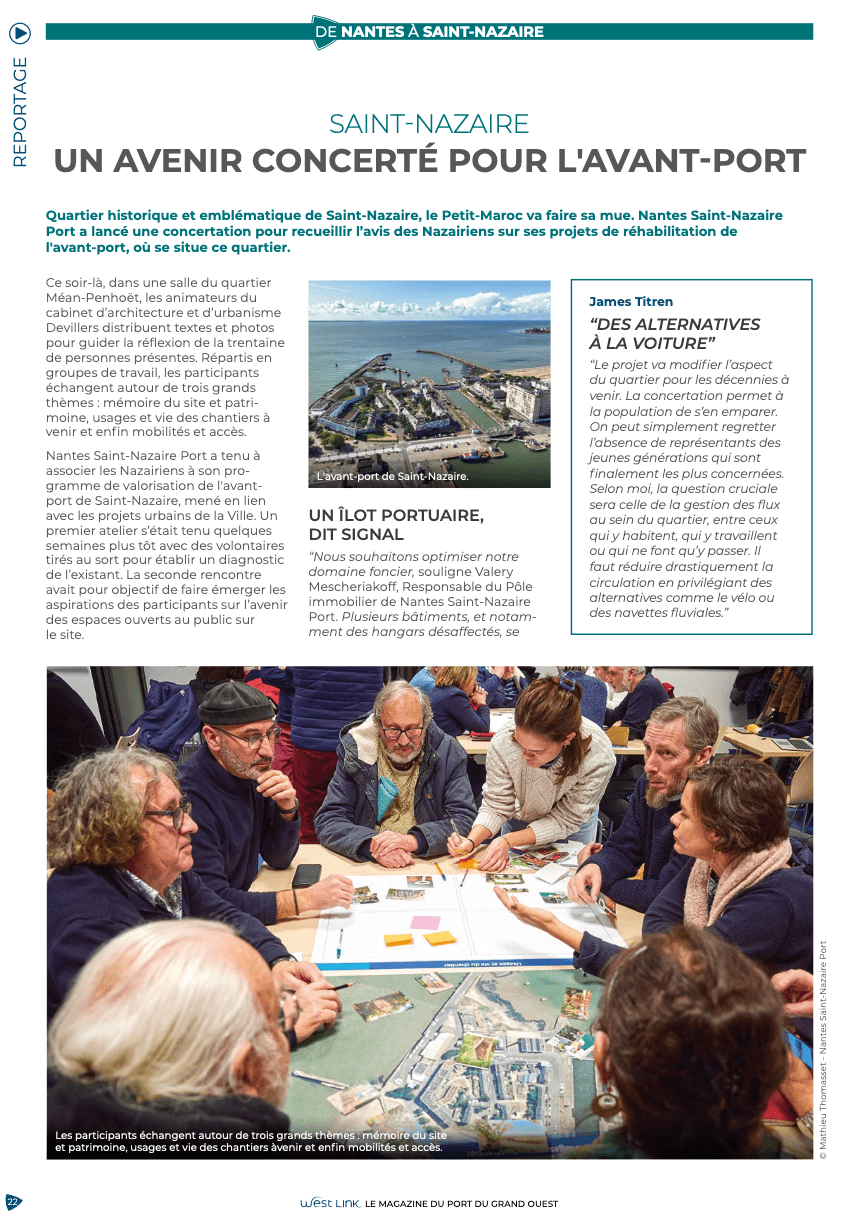 REPORTAGE
DE NANTES À SAINT-NAZAIRE
SAINT-NAZAIRE
UN AVENIR CONCERTÉ POUR L'AVANT-PORT
Quartier historique et emblématique de Saint-Nazaire, le Petit-Maroc va faire sa mue. Nantes Saint-Nazaire
Port a lancé une concertation pour recueillir l’avis des Nazairiens sur ses projets de réhabilitation de
l'avant-port, où se situe ce quartier.
Ce soir-là, dans une salle du quartier
Méan-Penhoët, les animateurs du
cabinet d’architecture et d’urbanisme
Devillers distribuent textes et photos
pour guider la réflexion de la trentaine
de personnes présentes. Répartis en
groupes de travail, les participants
échangent autour de trois grands
thèmes : mémoire du site et patri-
moine, usages et vie des chantiers à
venir et enfin mobilités et accès.
Nantes Saint-Nazaire Port a tenu à
associer les Nazairiens à son pro-
gramme de valorisation de l'avant-
port de Saint-Nazaire, mené en lien
avec les projets urbains de la Ville. Un
premier atelier s’était tenu quelques
semaines plus tôt avec des volontaires
tirés au sort pour établir un diagnostic
de l’existant. La seconde rencontre
avait pour objectif de faire émerger les
aspirations des participants sur l’avenir
des espaces ouverts au public sur
le site.
L'avant-port de Saint-Nazaire.
UN ÎLOT PORTUAIRE,
DIT SIGNAL
“Nous souhaitons optimiser notre
domaine foncier, souligne Valery
Mescheriakoff, Responsable du Pôle
immobilier de Nantes Saint-Nazaire
Port. Plusieurs bâtiments, et notam-
ment des hangars désaffectés, se
James Titren
“DES ALTERNATIVES
À LA VOITURE”
“Le projet va modifier l’aspect
du quartier pour les décennies à
venir. La concertation permet à
la population de s’en emparer.
On peut simplement regretter
l’absence de représentants des
jeunes générations qui sont
finalement les plus concernées.
Selon moi, la question cruciale
sera celle de la gestion des flux
au sein du quartier, entre ceux
qui y habitent, qui y travaillent
ou qui ne font qu’y passer. Il
faut réduire drastiquement la
circulation en privilégiant des
alternatives comme le vélo ou
des navettes fluviales.”
Usages et vie du chantier
Les participants échangent autour de trois grands thèmes : mémoire du site
et patrimoine, usages et vie des chantiers àvenir et enfin mobilités et accès.
© Mathieu Thomasset - Nantes Saint-Nazaire Port
22
West Link LE MAGAZINE DU PORT DU GRAND OUEST